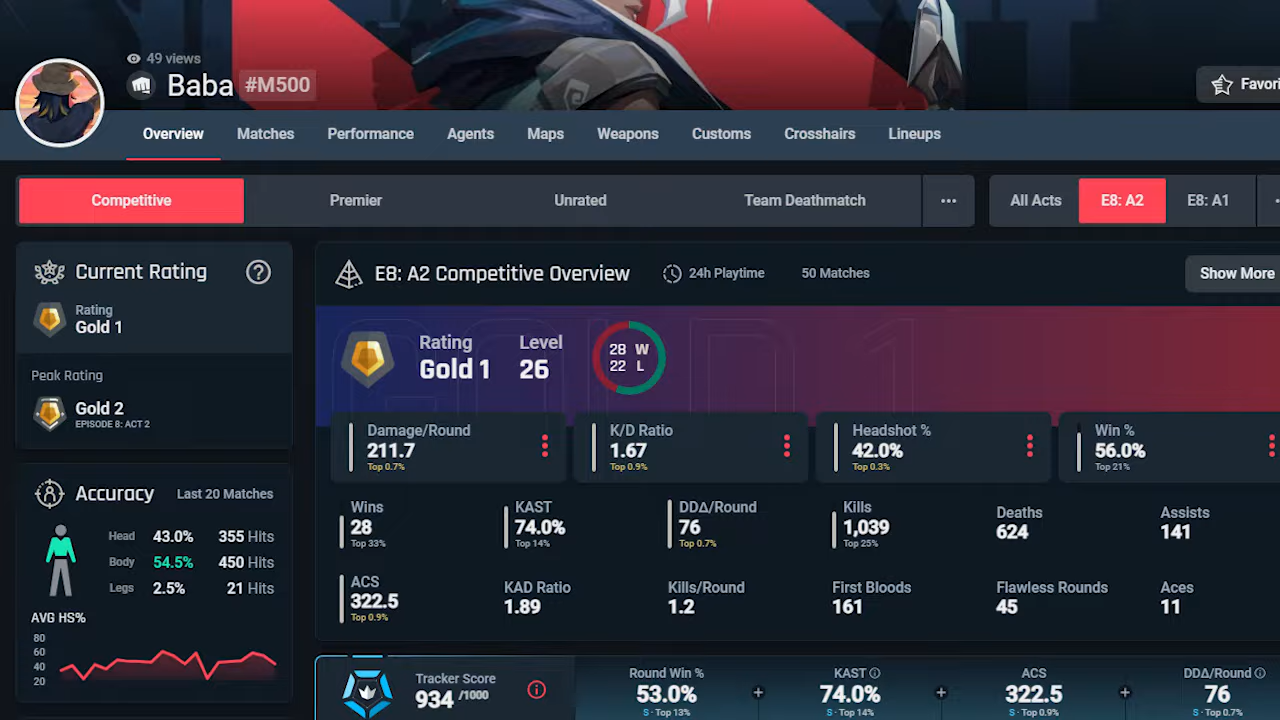 49 views
Baba #M500
Favori
Overview Matches Performance Agents Maps Weapons Customs Crosshairs Lineups
Competitive Premier Unrated Team Deathmatch ••• All Acts E8: A2 E8: A1
Current Rating ?
Rating
Gold 1
Peak Rating
Gold 2
EPISODE 8: ACT 2
E8: A2 Competitive Overview 24h Playtime 50 Matches Show More
GOLD 1
Rating Level
Gold 1 26
28 W
22 L
Damage/Round K/D Ratio Headshot % Win %
211.7 1.67 42.0% 56.0%
Top 0.7% Top 0.9% Top 0.3% Top 21%
Wins KAST DDΔ/Round Kills Deaths Assists
28 74.0% 76 1,039 624 141
Top 33% Top 14% Top 0.7% Top 25%
ACS KAD Ratio Kills/Round First Bloods Flawless Rounds Aces
322.5 1.89 1.2 161 45 11
Top 0.9%
Accuracy Last 20 Matches
Head 43.0% 355 Hits
Body 54.5% 450 Hits
Legs 2.5% 21 Hits
AVG HS%
80
60
40
20
Tracker Score Round Win % KAST ACS DDΔ/Round
934 /1000 53.0% + 74.0% + 322.5 + 76
S · Top 13% S · Top 14% S · Top 0.9% S · Top 0.7%